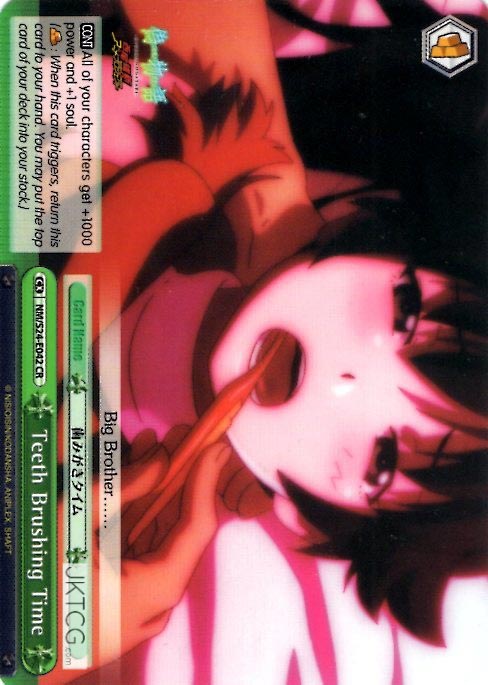 CONT All of your characters get +1000
power and +1 soul.
( : When this card triggers, return this
card to your hand. You may put the top
card of your deck into your stock.)
Big Brother......
Card Name
歯みがきタイム
JKTCG.com
CX NM/S24-E042 CR
Teeth Brushing Time
© NISIOISIN/KODANSHA, ANIPLEX, SHAFT